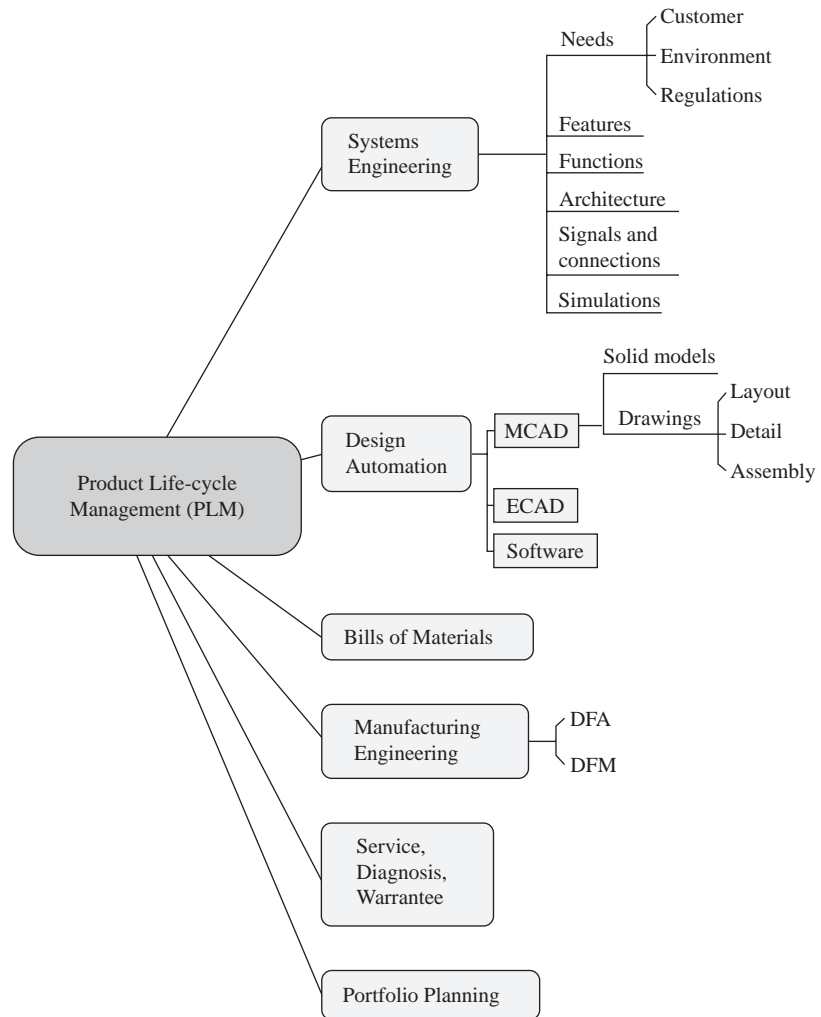 Customer
Needs
Environment
Regulations
Systems
Engineering
Features
Functions
Architecture
Signals and
connections
Simulations
Product Life-cycle
Management (PLM)
Design
Automation
MCAD
Solid models
Drawings
Layout
Detail
Assembly
ECAD
Software
Bills of Materials
Manufacturing
Engineering
DFA
DFM
Service,
Diagnosis,
Warrantee
Portfolio Planning